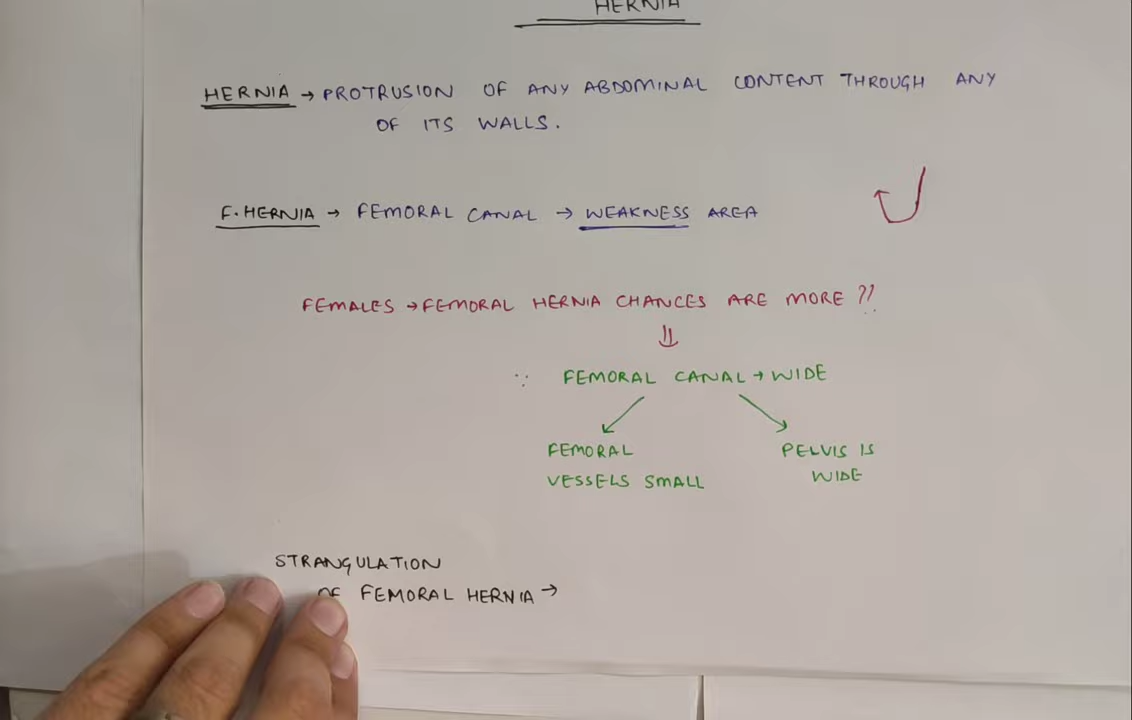 HERNIA
HERNIA → PROTRUSION OF ANY ABDOMINAL CONTENT THROUGH ANY
OF ITS WALLS.
F. HERNIA → FEMORAL CANAL → WEAKNESS AREA
FEMALES → FEMORAL HERNIA CHANCES ARE MORE ??
⇓
∵ FEMORAL CANAL → WIDE
FEMORAL
VESSELS SMALL
PELVIS IS
WIDE
STRANGULATION
OF FEMORAL HERNIA →